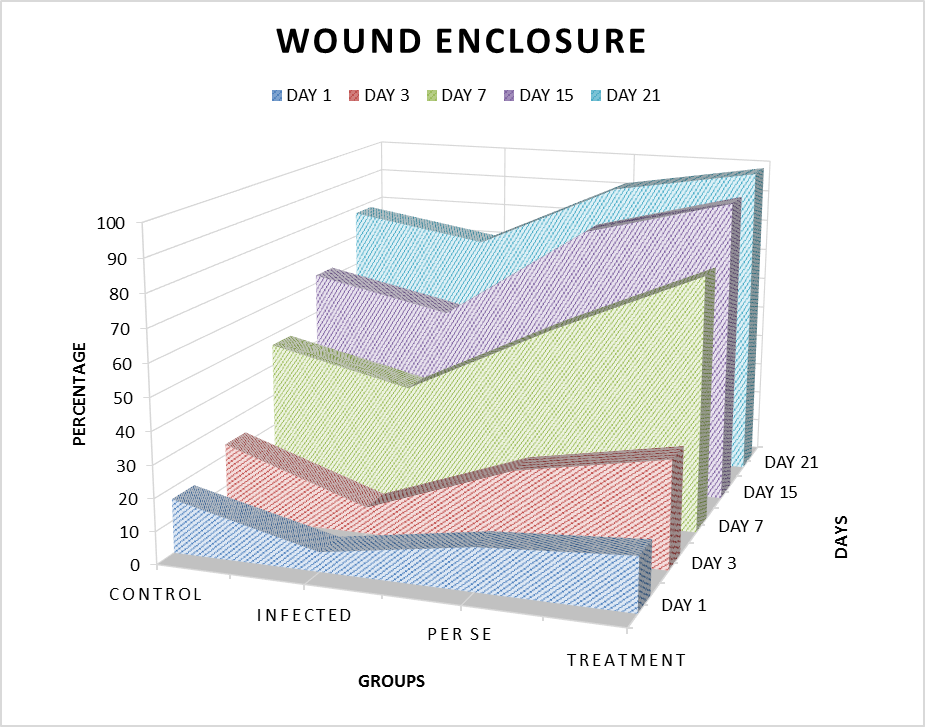 WOUND ENCLOSURE
DAY 1 DAY 3 DAY 7 DAY 15 DAY 21
100
90
80
70
60
50
40
30
20
10
0
PERCENTAGE
CONTROL
INFECTED
PER SE
TREATMENT
GROUPS
DAY 21
DAY 15
DAY 7
DAY 3
DAY 1
DAYS